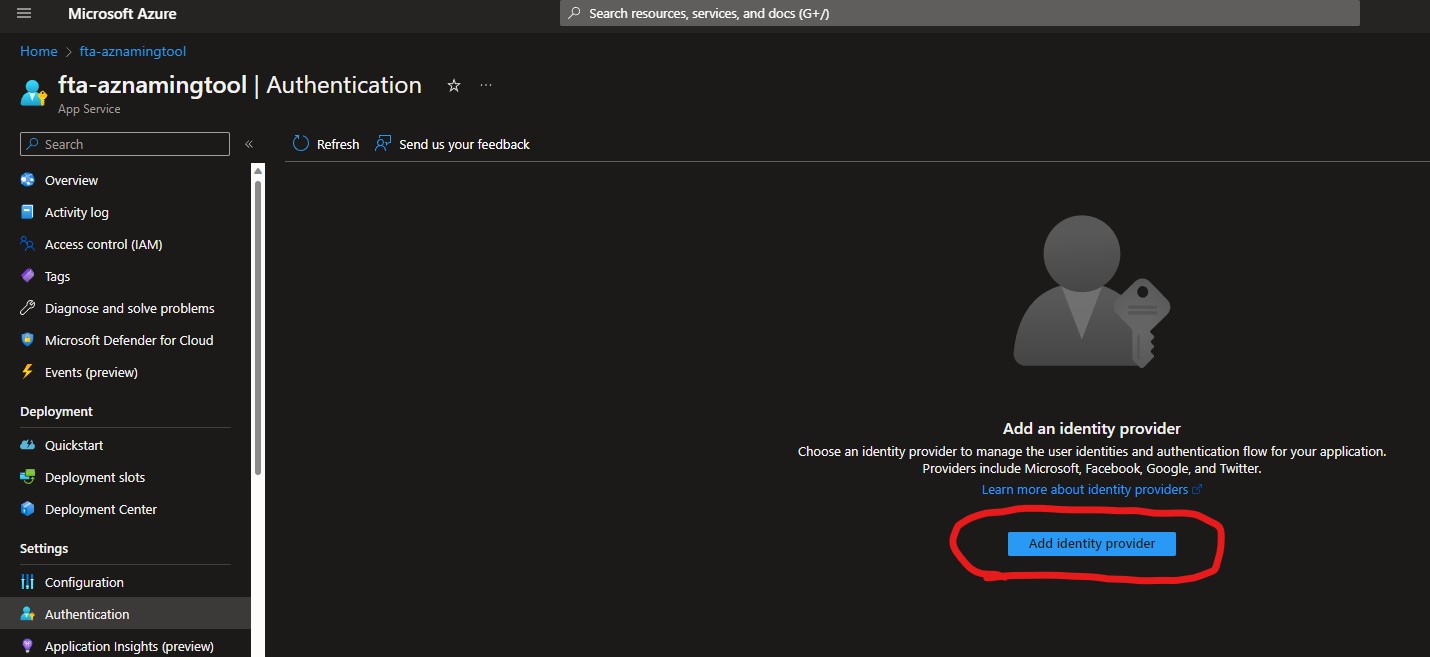 Microsoft Azure
Search resources, services, and docs (G+/)
Home > fta-aznamingtool
fta-aznamingtool | Authentication
App Service
Search
«
Refresh
Send us your feedback
Overview
Activity log
Access control (IAM)
Tags
Diagnose and solve problems
Microsoft Defender for Cloud
Events (preview)
Deployment
Quickstart
Deployment slots
Deployment Center
Settings
Configuration
Authentication
Application Insights (preview)
Add an identity provider
Choose an identity provider to manage the user identities and authentication flow for your application.
Providers include Microsoft, Facebook, Google, and Twitter.
Learn more about identity providers
Add identity provider